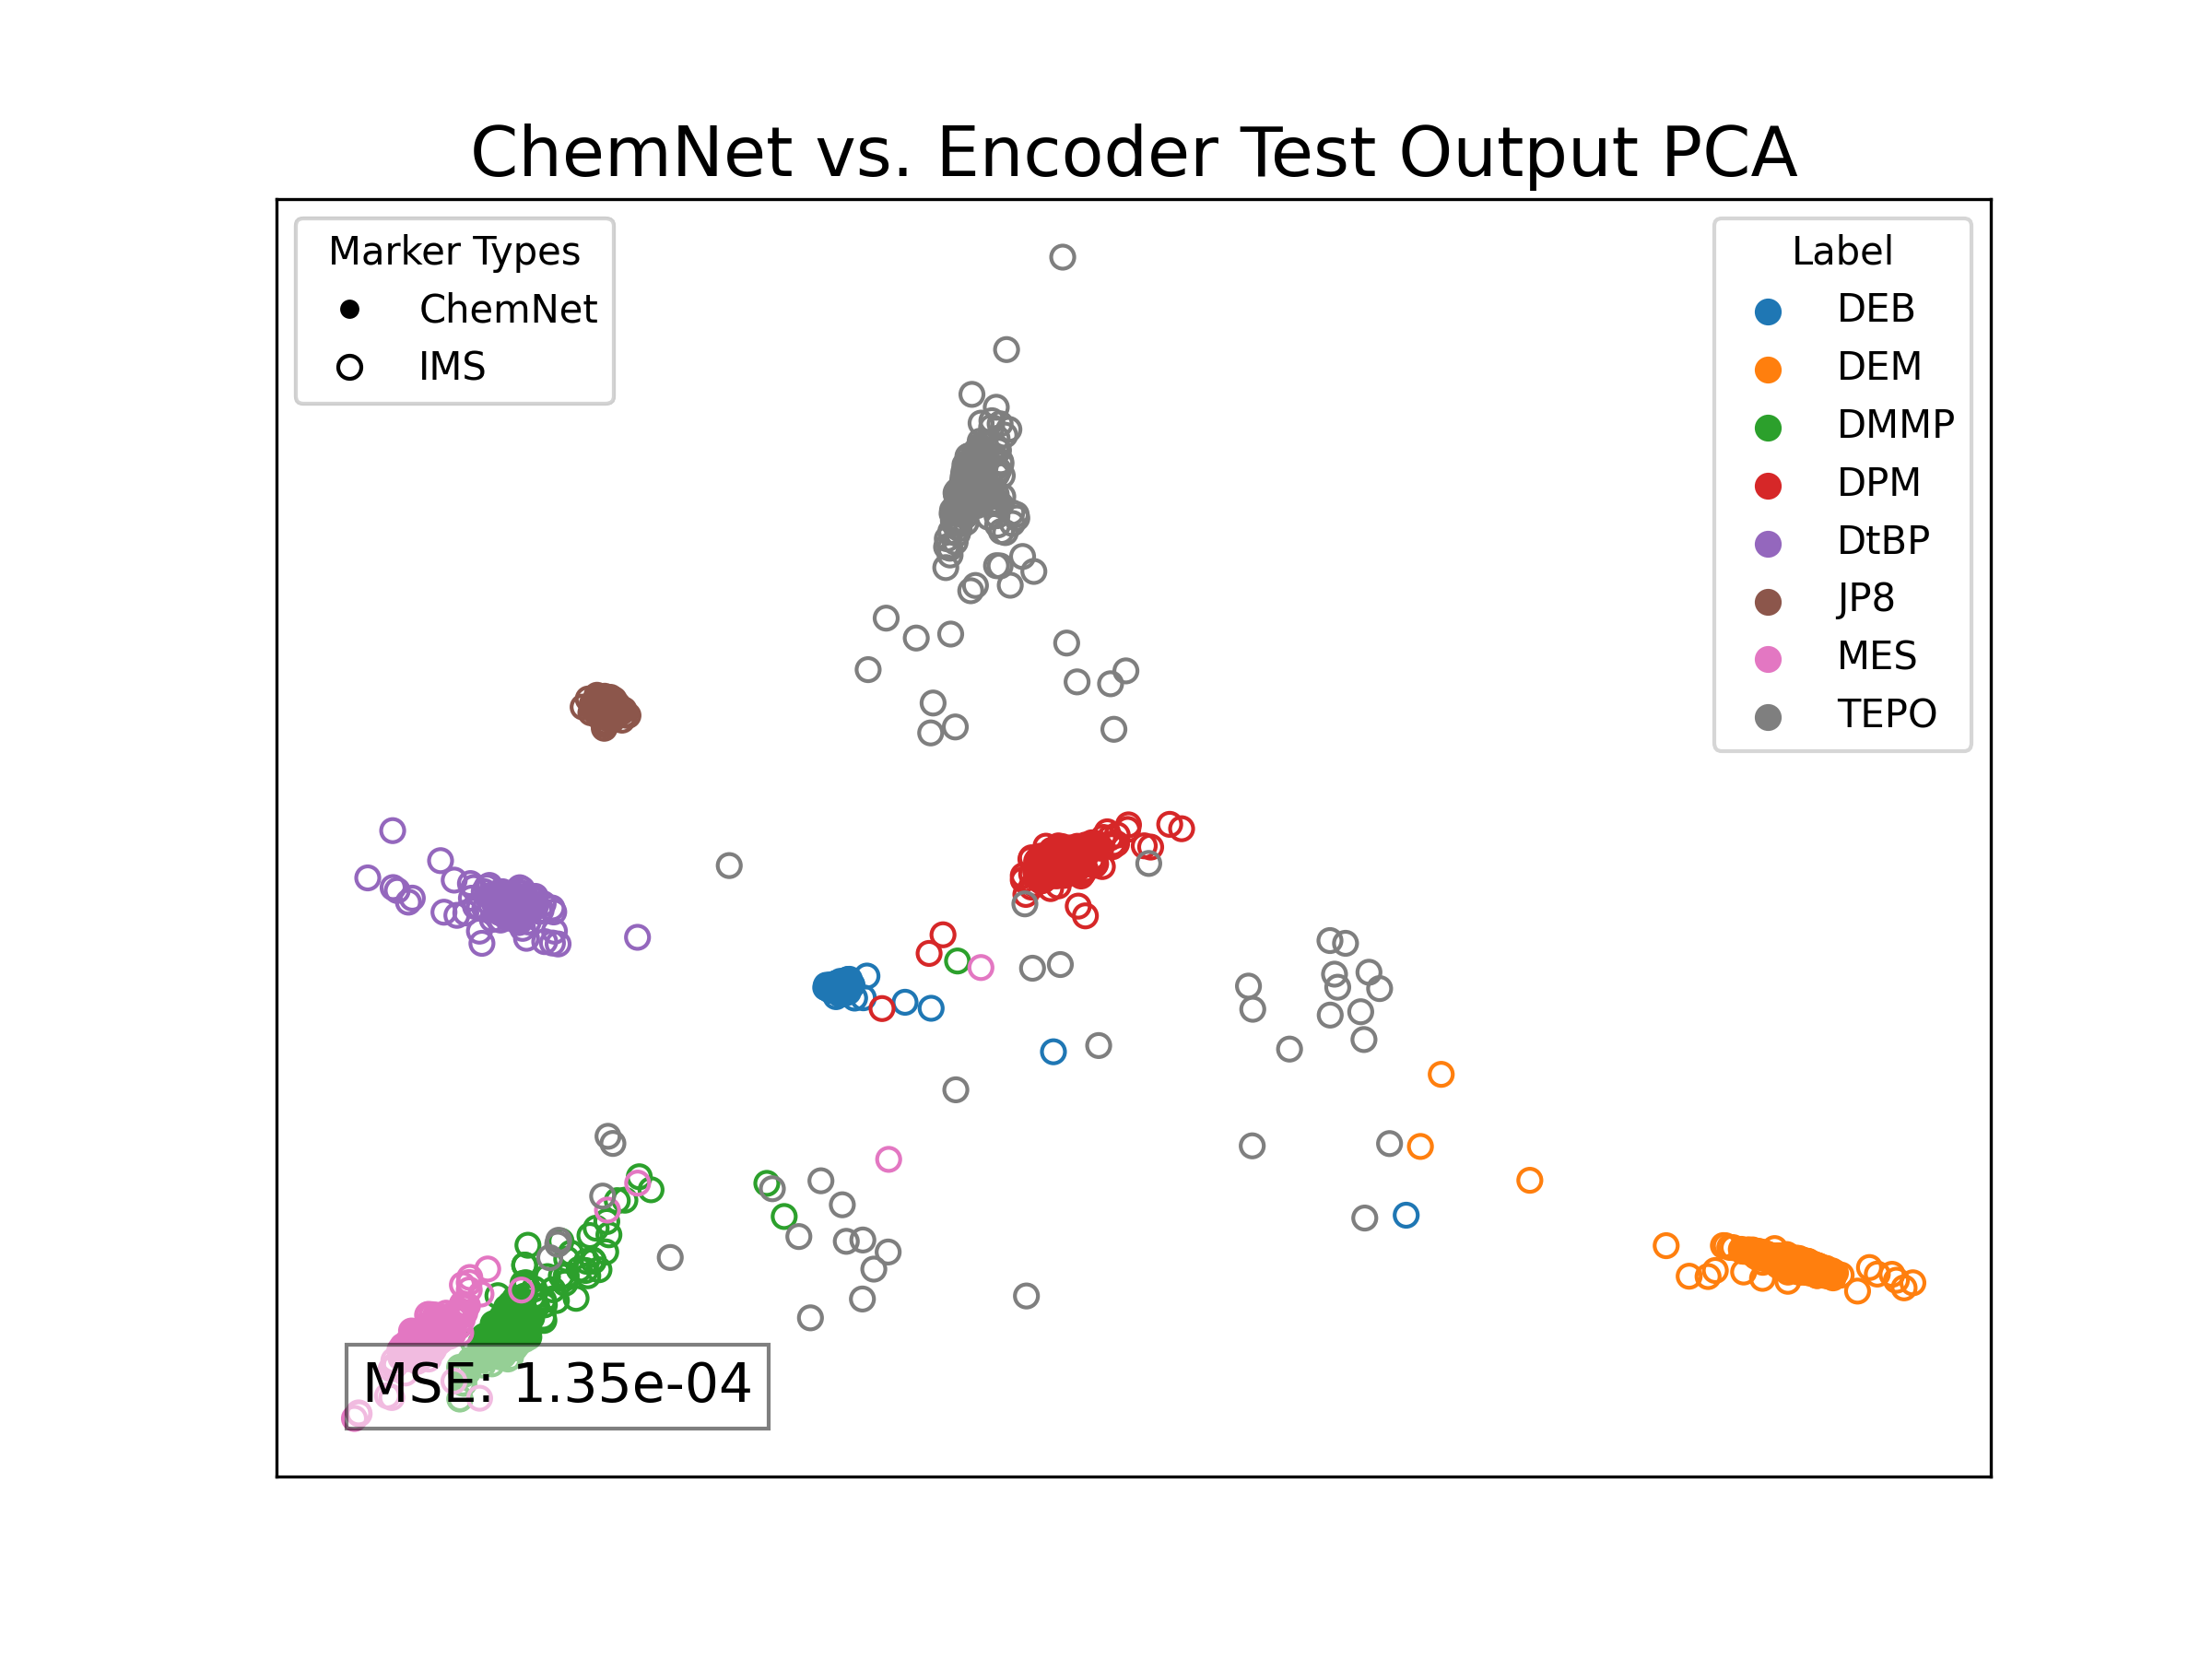 ChemNet vs. Encoder Test Output PCA
Marker Types
ChemNet
IMS
Label
DEB
DEM
DMMP
DPM
DtBP
JP8
MES
TEPO
MSE: 1.35e-04